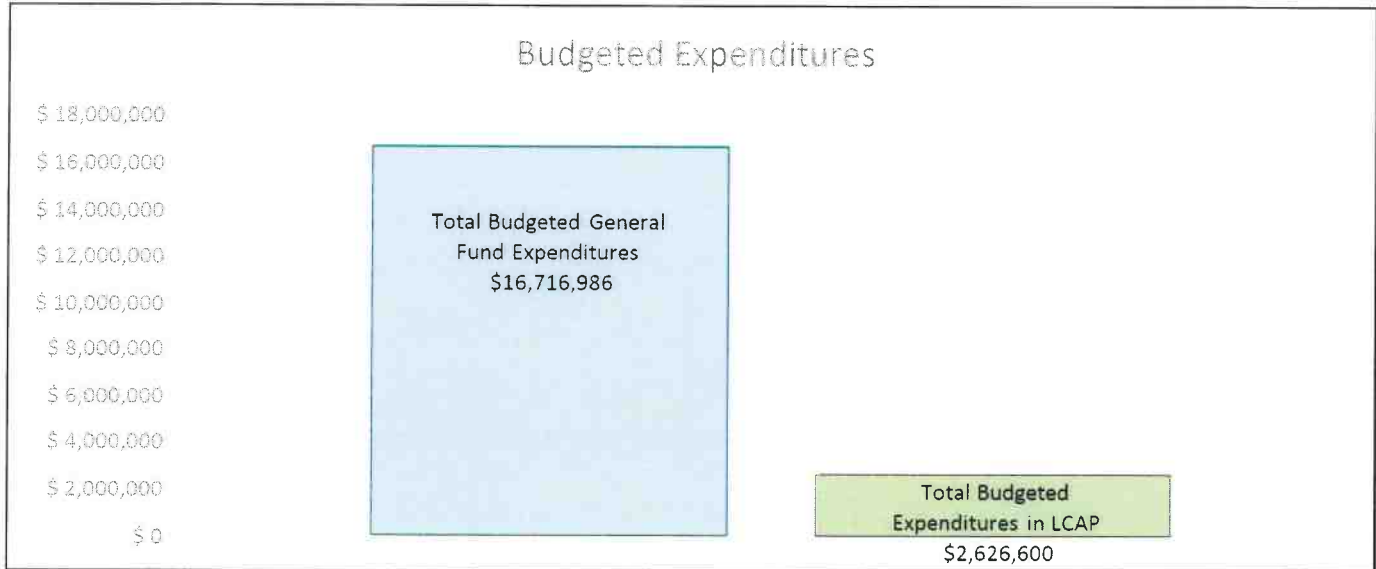 Budgeted Expenditures
$ 18,000,000
$ 16,000,000
$ 14,000,000
$ 12,000,000
$ 10,000,000
$ 8,000,000
$ 6,000,000
$ 4,000,000
$ 2,000,000
$ 0
Total Budgeted General
Fund Expenditures
$16,716,986
Total Budgeted
Expenditures in LCAP
$2,626,600